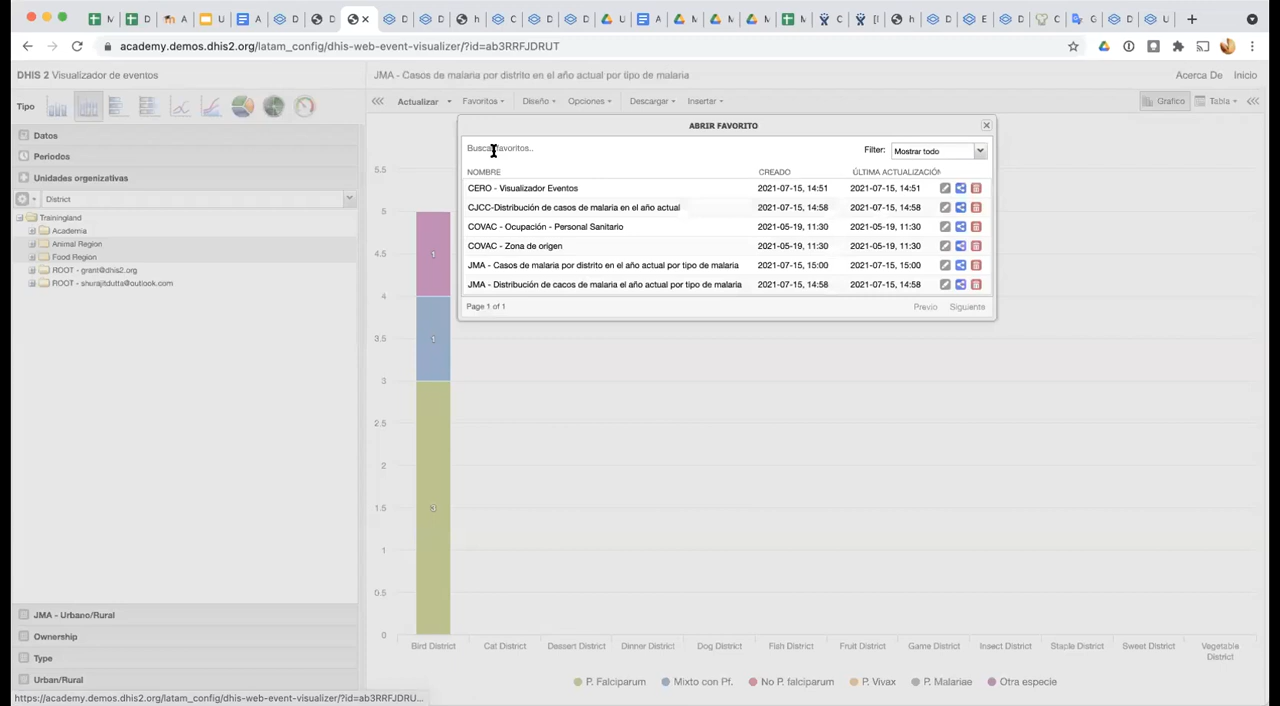 M
D
A
U
A
D
D
D
D
h
C
D
D
U
M
M
M
M
[I
h
D
E
D
C
G
D
U
academy.demos.dhis2.org/latam_config/dhis-web-event-visualizer/?id=ab3RRFJDRUT
DHIS 2 Visualizador de eventos
JMA - Casos de malaria por distrito en el año actual por tipo de malaria
Acerca De Inicio
Tipo
Actualizar Favoritos Diseño Opciones Descargar Insertar
Grafico Tabla
Datos
Periodos
Unidades organizativas
District
Trainingland
Academia
Animal Region
Food Region
ROOT - grant@dhis2.org
ROOT - shurajitdutta@outlook.com
ABRIR FAVORITO
Buscar favoritos..
Filter: Mostrar todo
NOMBRE CREADO ÚLTIMA ACTUALIZACIÓN
CERO - Visualizador Eventos 2021-07-15, 14:51 2021-07-15, 14:51
CJCC-Distribución de casos de malaria en el año actual 2021-07-15, 14:58 2021-07-15, 14:58
COVAC - Ocupación - Personal Sanitario 2021-05-19, 11:30 2021-05-19, 11:30
COVAC - Zona de origen 2021-05-19, 11:30 2021-05-19, 11:30
JMA - Casos de malaria por distrito en el año actual por tipo de malaria 2021-07-15, 15:00 2021-07-15, 15:00
JMA - Distribución de cacos de malaria el año actual por tipo de malaria 2021-07-15, 14:58 2021-07-15, 14:58
Page 1 of 1 Previo Siguiente
5.5
5
4.5
4
3.5
3
2.5
2
1.5
1
0.5
0
1
1
3
Bird District Cat District Dessert District Dinner District Dog District Fish District Fruit District Game District Insect District Staple District Sweet District Vegetable
District
P. Falciparum Mixto con Pf. No P. falciparum P. Vivax P. Malariae Otra especie
JMA - Urbano/Rural
Ownership
Type
Urban/Rural
https://academy.demos.dhis2.org/latam_config/dhis-web-event-visualizer/?id=ab3RRFJDRU...